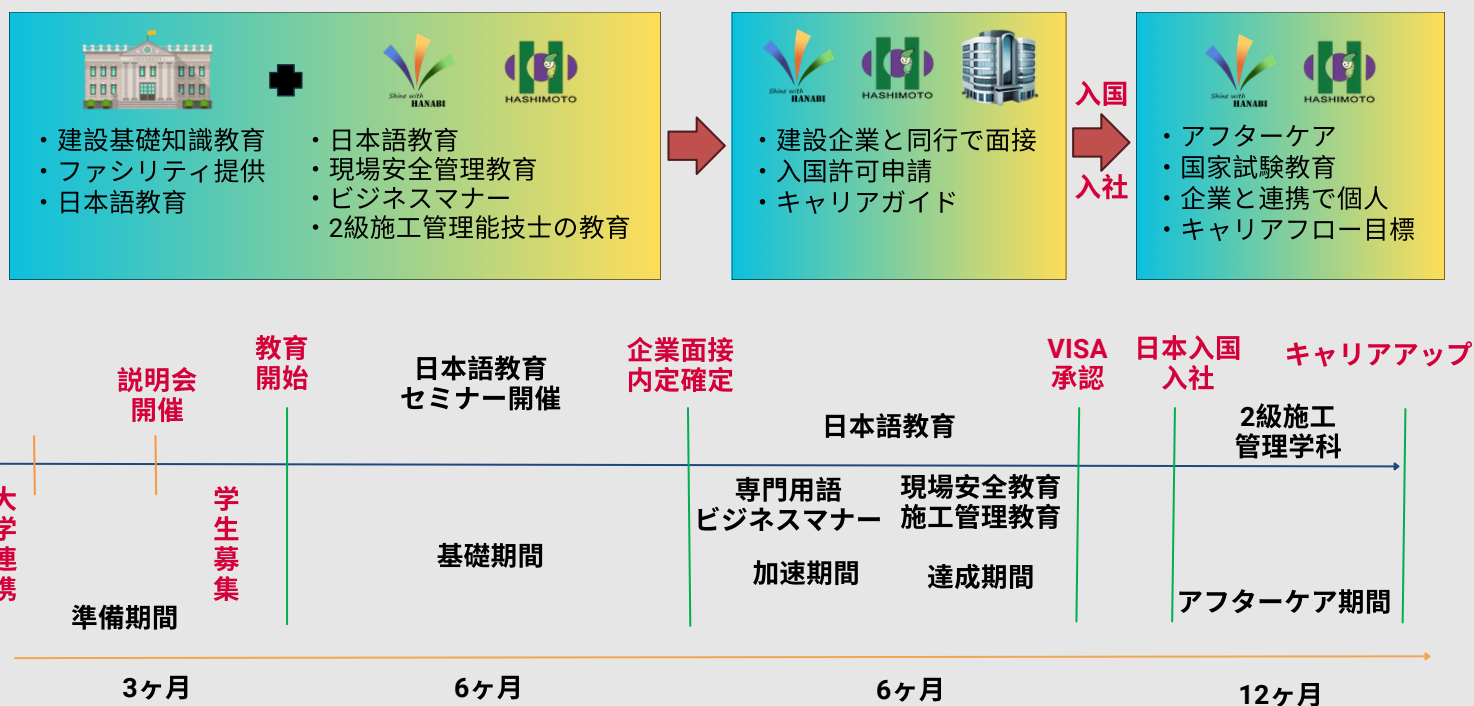 ・建設基礎知識教育
・ファシリティ提供
・日本語教育
Shine with
HANABI
HASHIMOTO
・日本語教育
・現場安全管理教育
・ビジネスマナー
・2級施工管理能技士の教育
Shine with
HANABI
HASHIMOTO
・建設企業と同行で面接
・入国許可申請
・キャリアガイド
入国
入社
Shine with
HANABI
HASHIMOTO
・アフターケア
・国家試験教育
・企業と連携で個人
・キャリアフロー目標
大学連携
説明会
開催
学生募集
準備期間
教育
開始
日本語教育
セミナー開催
基礎期間
企業面接
内定確定
日本語教育
専門用語
ビジネスマナー
加速期間
現場安全教育
施工管理教育
達成期間
VISA
承認
日本入国
入社
キャリアアップ
2級施工
管理学科
アフターケア期間
3ヶ月
6ヶ月
6ヶ月
12ヶ月